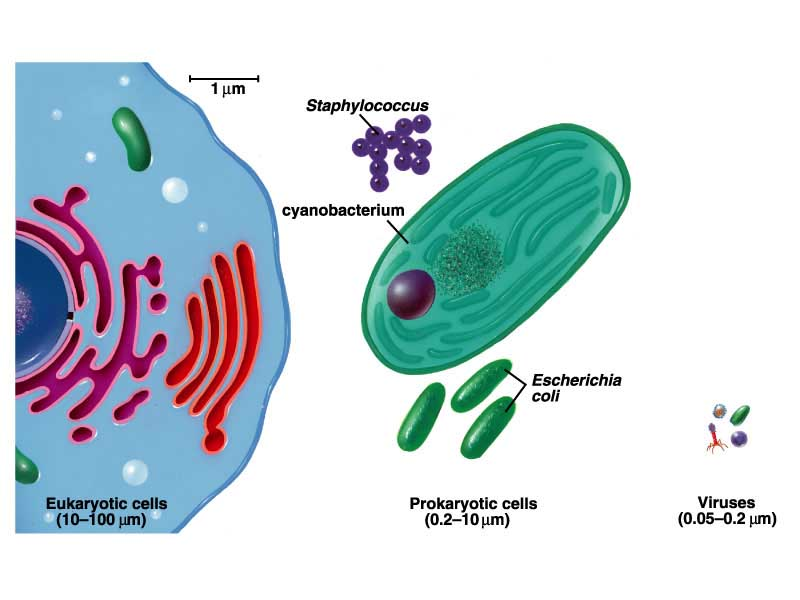 1 μm
Staphylococcus
cyanobacterium
Escherichia
coli
Eukaryotic cells
(10–100 μm)
Prokaryotic cells
(0.2–10 μm)
Viruses
(0.05–0.2 μm)